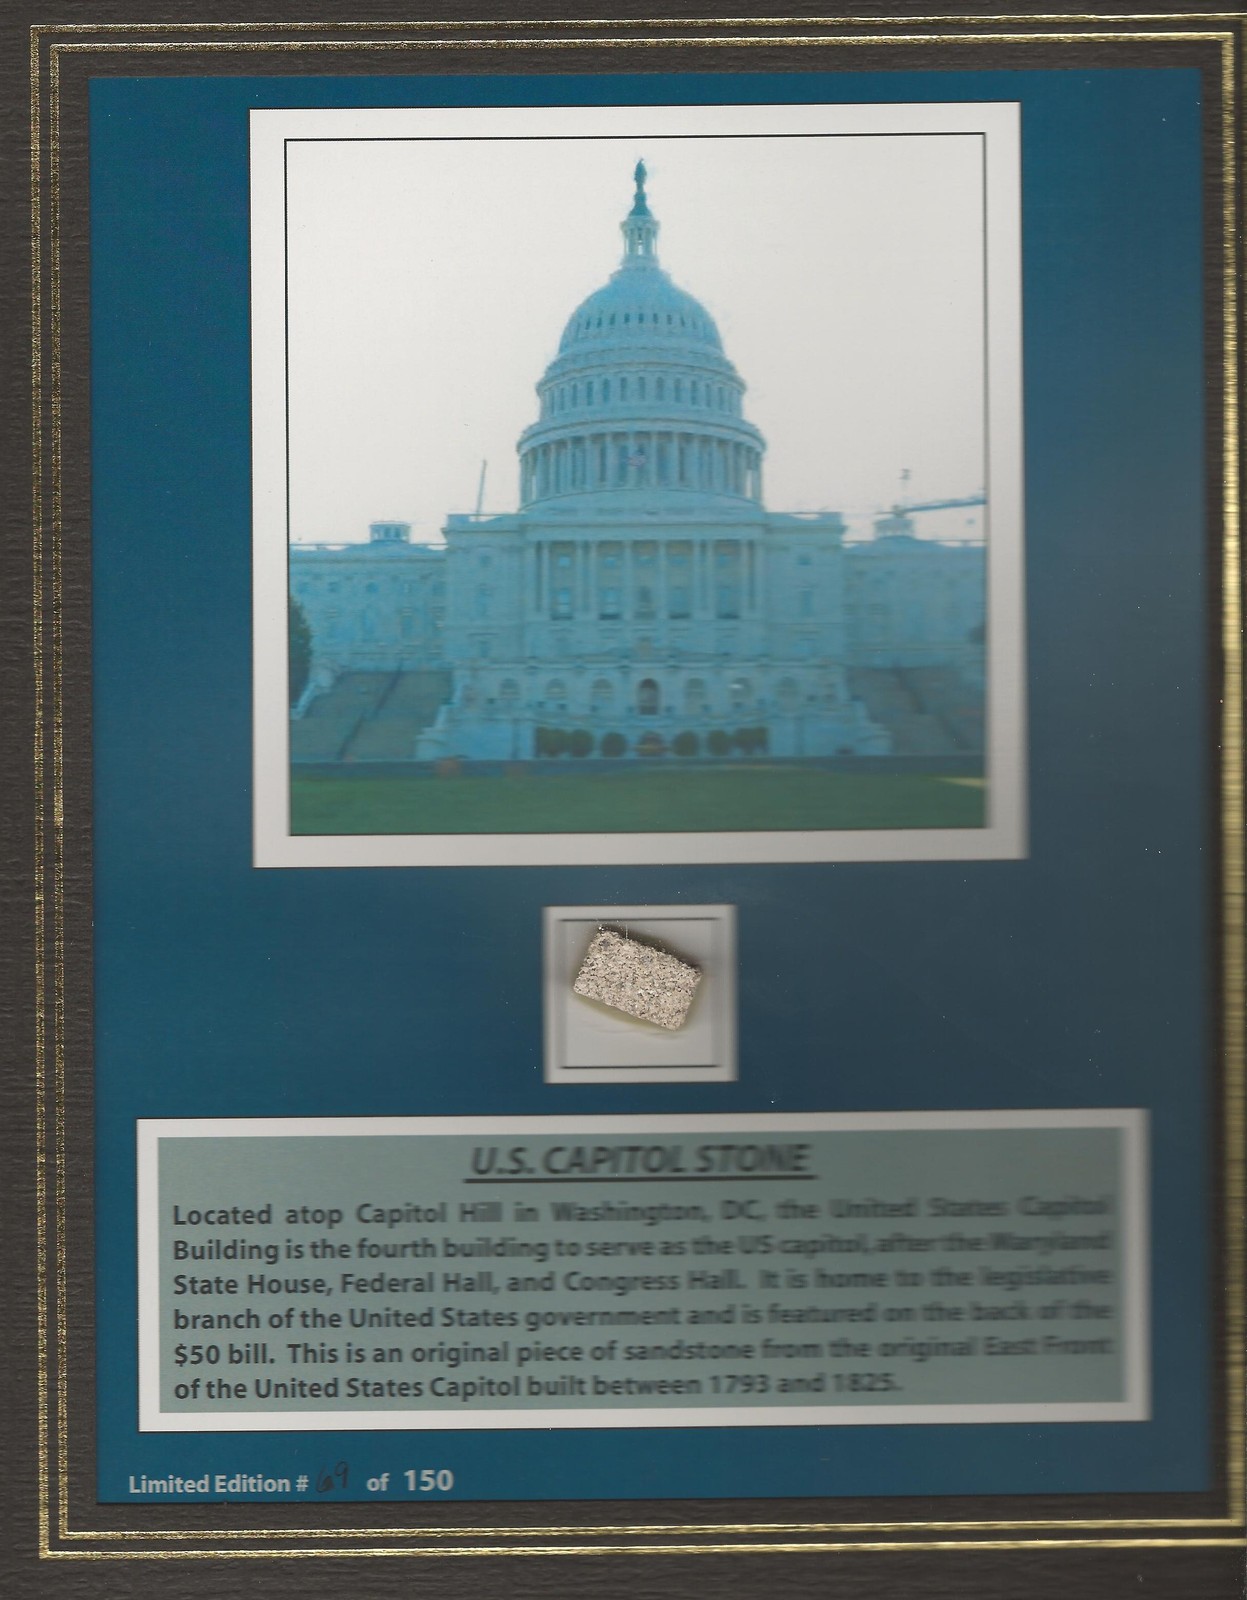 U.S. CAPITOL STONE
Located atop Capitol Hill in Washington, DC, the United States Capitol
Building is the fourth building to serve as the US capitol, after the Maryland
State House, Federal Hall, and Congress Hall. It is home to the legislative
branch of the United States government and is featured on the back of the
$50 bill. This is an original piece of sandstone from the original East Front
of the United States Capitol built between 1793 and 1825.
Limited Edition # 69 of 150